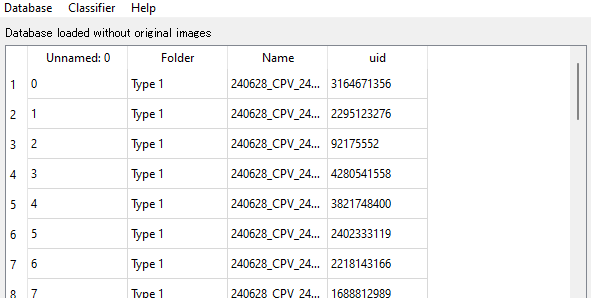 Database Classifier Help
Database loaded without original images
Unnamed: 0 Folder Name uid
1 0 Type 1 240628_CPV_24... 3164671356
2 1 Type 1 240628_CPV_24... 2295123276
3 2 Type 1 240628_CPV_24... 92175552
4 3 Type 1 240628_CPV_24... 4280541558
5 4 Type 1 240628_CPV_24... 3821748400
6 5 Type 1 240628_CPV_24... 2402333119
7 6 Type 1 240628_CPV_24... 2218143166
8 7 Type 1 240628_CPV_24... 1688812989